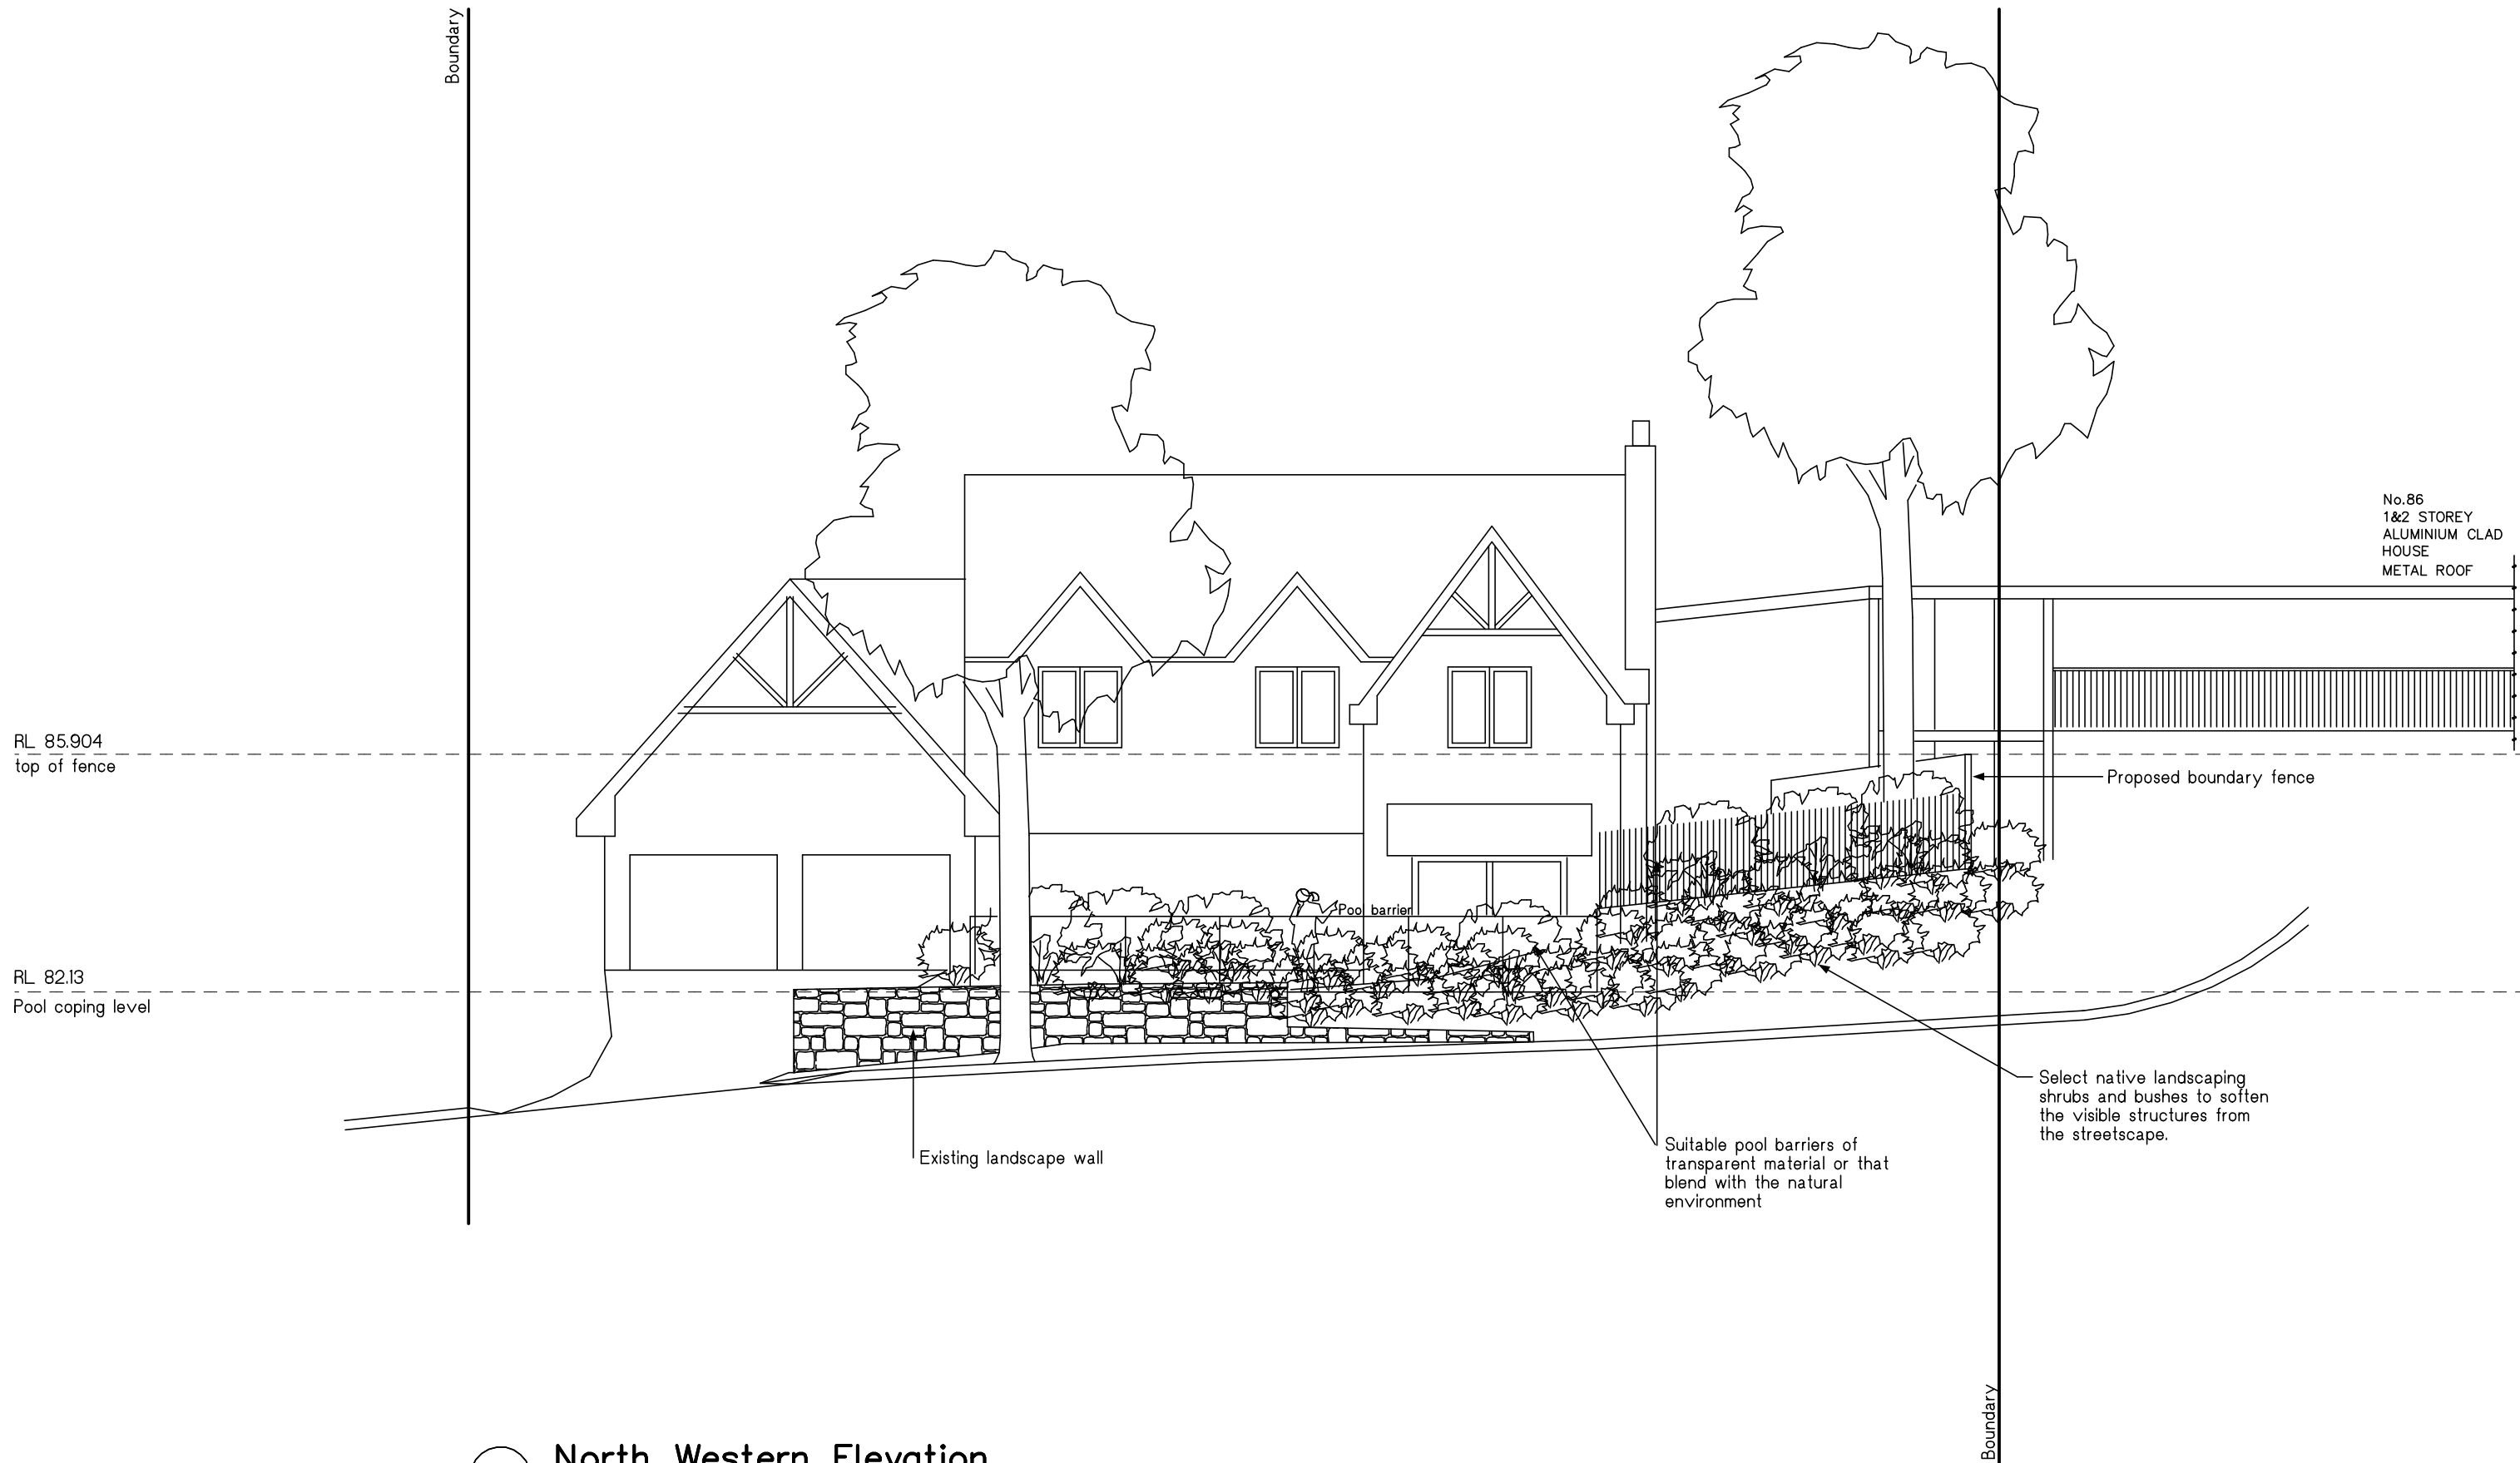 Boundary
No.86
1&2 STOREY
ALUMINIUM CLAD
HOUSE
METAL ROOF
RL 85.904
top of fence
Proposed boundary fence
Pool barrier
RL 82.13
Pool coping level
Select native landscaping
shrubs and bushes to soften
the visible structures from
the streetscape.
Existing landscape wall
Suitable pool barriers of
transparent material or that
blend with the natural
environment
Boundary
North Western Elevation